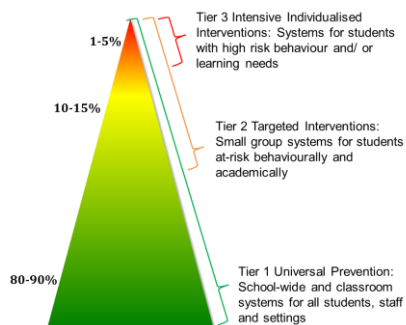 Tier 3 Intensive Individualised
Interventions: Systems for students
with high risk behaviour and/ or
learning needs
1-5%
10-15%
Tier 2 Targeted Interventions:
Small group systems for students
at-risk behaviourally and
academically
80-90%
Tier 1 Universal Prevention:
School-wide and classroom
systems for all students, staff
and settings